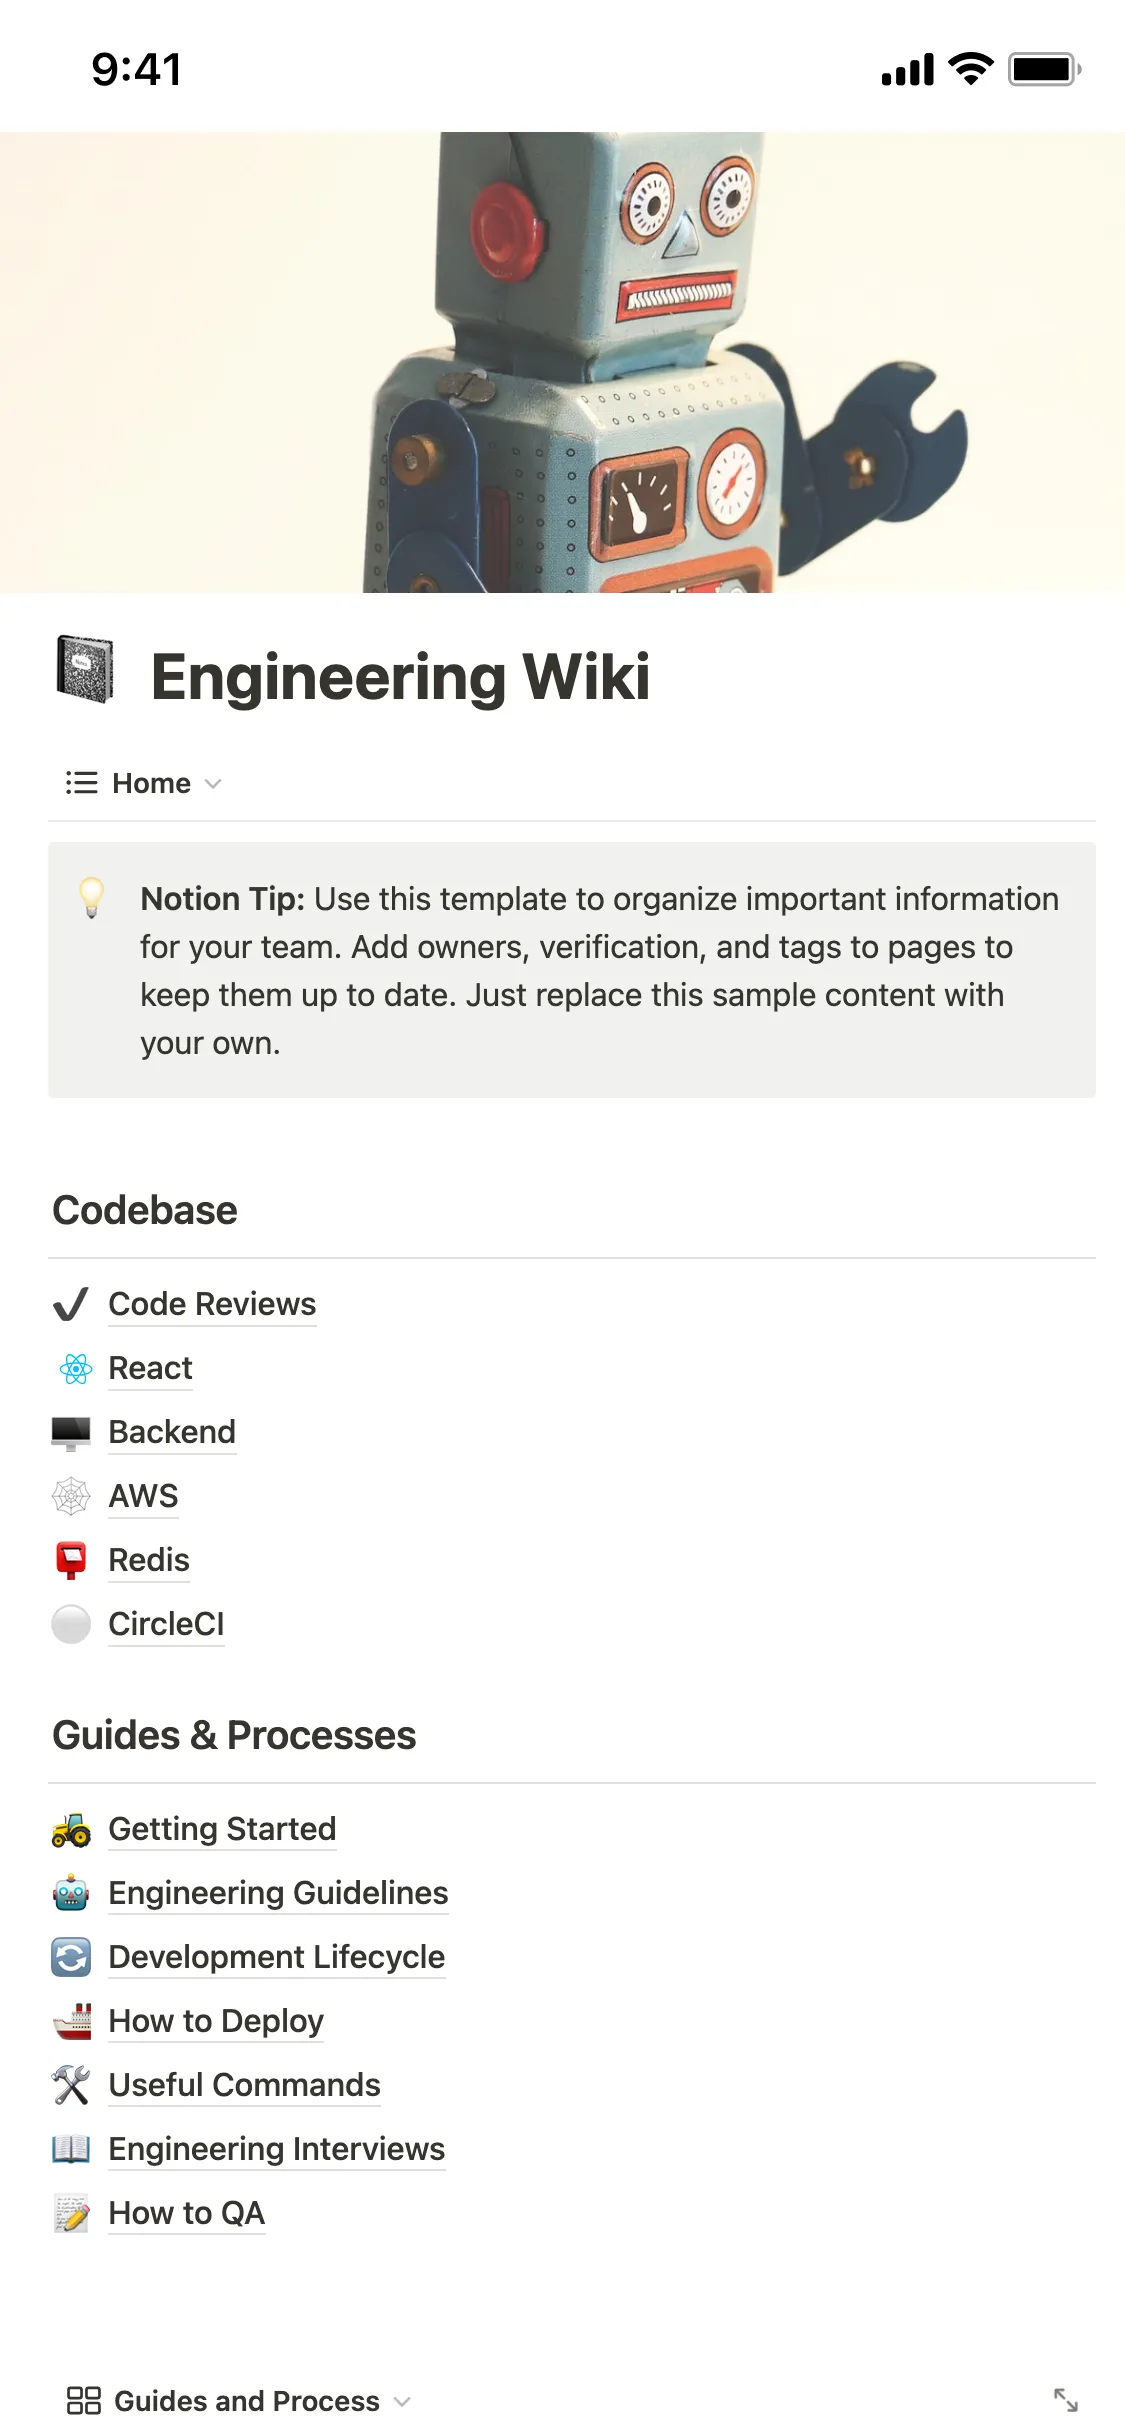 9:41
Engineering Wiki
Home
Notion Tip: Use this template to organize important information
for your team. Add owners, verification, and tags to pages to
keep them up to date. Just replace this sample content with
your own.
Codebase
Code Reviews
React
Backend
AWS
Redis
CircleCI
Guides & Processes
Getting Started
Engineering Guidelines
Development Lifecycle
How to Deploy
Useful Commands
Engineering Interviews
How to QA
Guides and Process